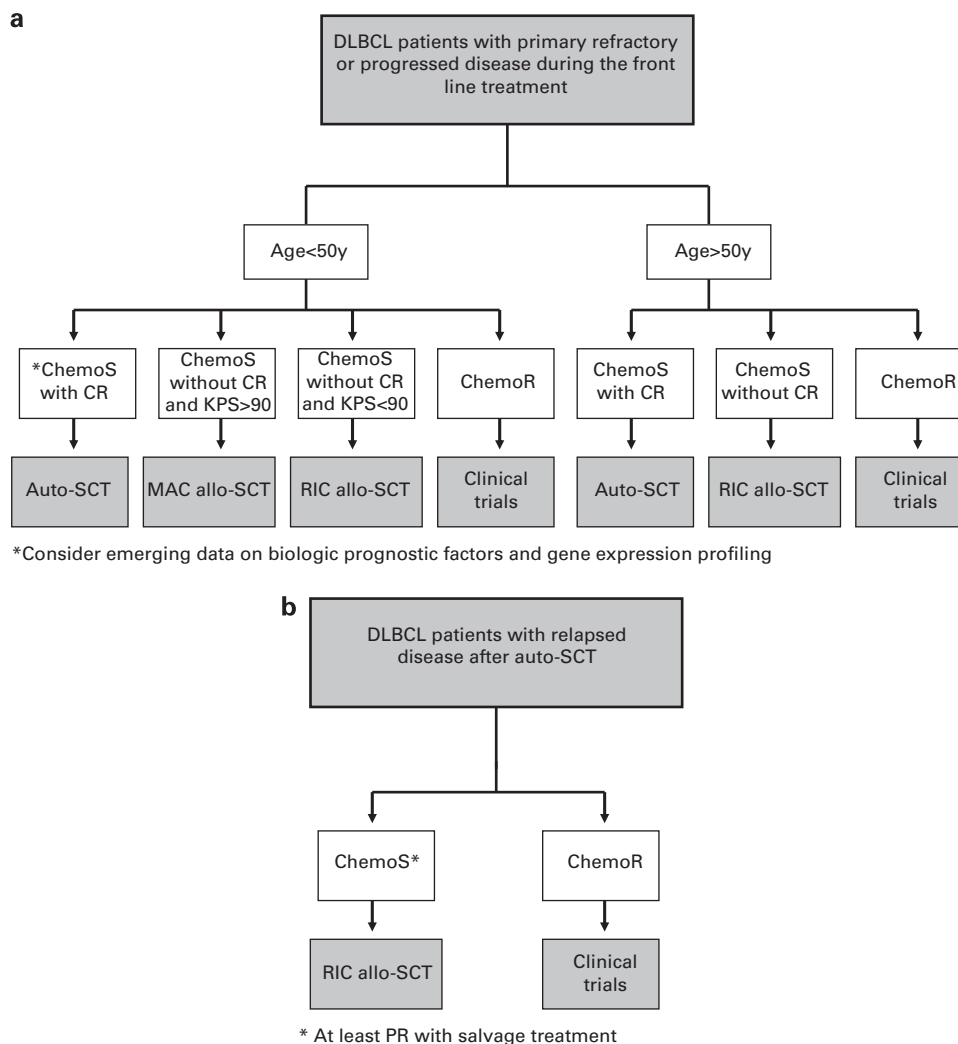 a
DLBCL patients with primary refractory
or progressed disease during the front
line treatment
Age<50y
Age>50y
*ChemoS
with CR
ChemoS
without CR
and KPS>90
ChemoS
without CR
and KPS<90
ChemoR
ChemoS
with CR
ChemoS
without CR
ChemoR
Auto-SCT
MAC allo-SCT
RIC allo-SCT
Clinical
trials
Auto-SCT
RIC allo-SCT
Clinical
trials
*Consider emerging data on biologic prognostic factors and gene expression profiling
b
DLBCL patients with relapsed
disease after auto-SCT
ChemoS*
ChemoR
RIC allo-SCT
Clinical
trials
* At least PR with salvage treatment